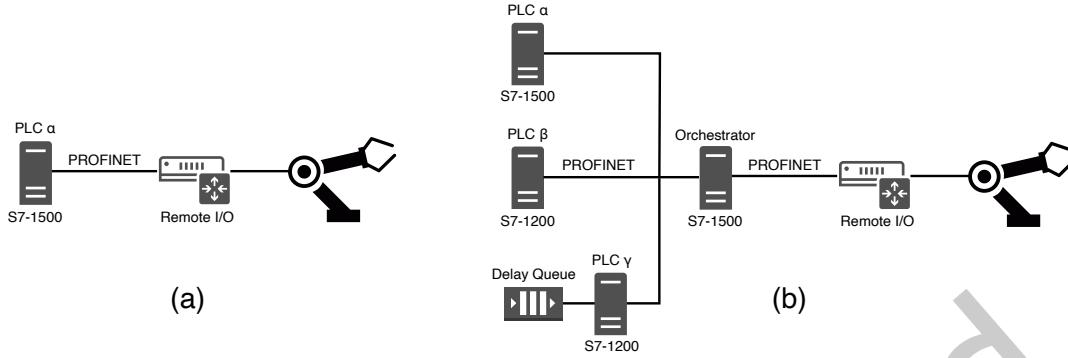 PLC α
PROFINET
S7-1500
Remote I/O
(a)
PLC α
S7-1500
PLC β
PROFINET
S7-1200
Orchestrator
PROFINET
S7-1500
Remote I/O
Delay Queue
PLC γ
S7-1200
(b)